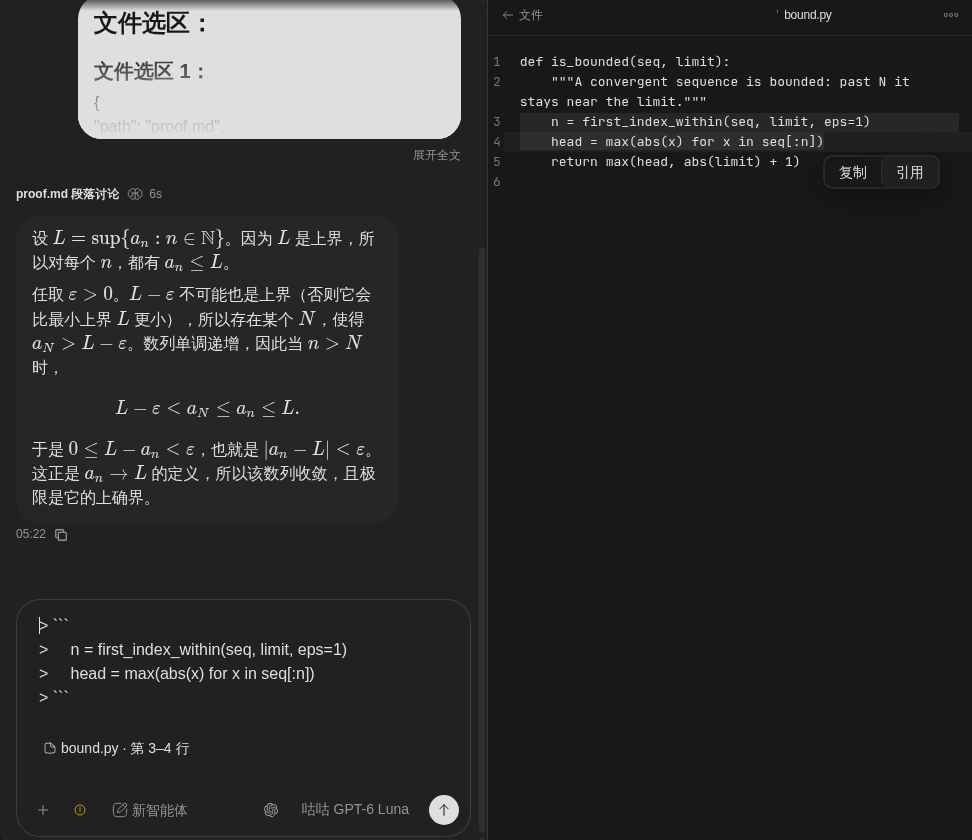 文件选区：
文件选区 1：
{
"path": "proof.md",
展开全文
proof.md 段落讨论 6s
设 L = sup{aₙ : n ∈ ℕ}。因为 L 是上界，所
以对每个 n，都有 aₙ ≤ L。
任取 ε > 0。L − ε 不可能也是上界（否则它会
比最小上界 L 更小），所以存在某个 N，使得
a_N > L − ε。数列单调递增，因此当 n > N
时，
L − ε < a_N ≤ aₙ ≤ L.
于是 0 ≤ L − aₙ < ε，也就是 |aₙ − L| < ε。
这正是 aₙ → L 的定义，所以该数列收敛，且极
限是它的上确界。
05:22
> ```
>     n = first_index_within(seq, limit, eps=1)
>     head = max(abs(x) for x in seq[:n])
> ```
bound.py · 第 3–4 行
新智能体
咕咕 GPT-6 Luna
文件
bound.py
1 def is_bounded(seq, limit):
2     """A convergent sequence is bounded: past N it
stays near the limit."""
3     n = first_index_within(seq, limit, eps=1)
4     head = max(abs(x) for x in seq[:n])
5     return max(head, abs(limit) + 1)
6
复制
引用